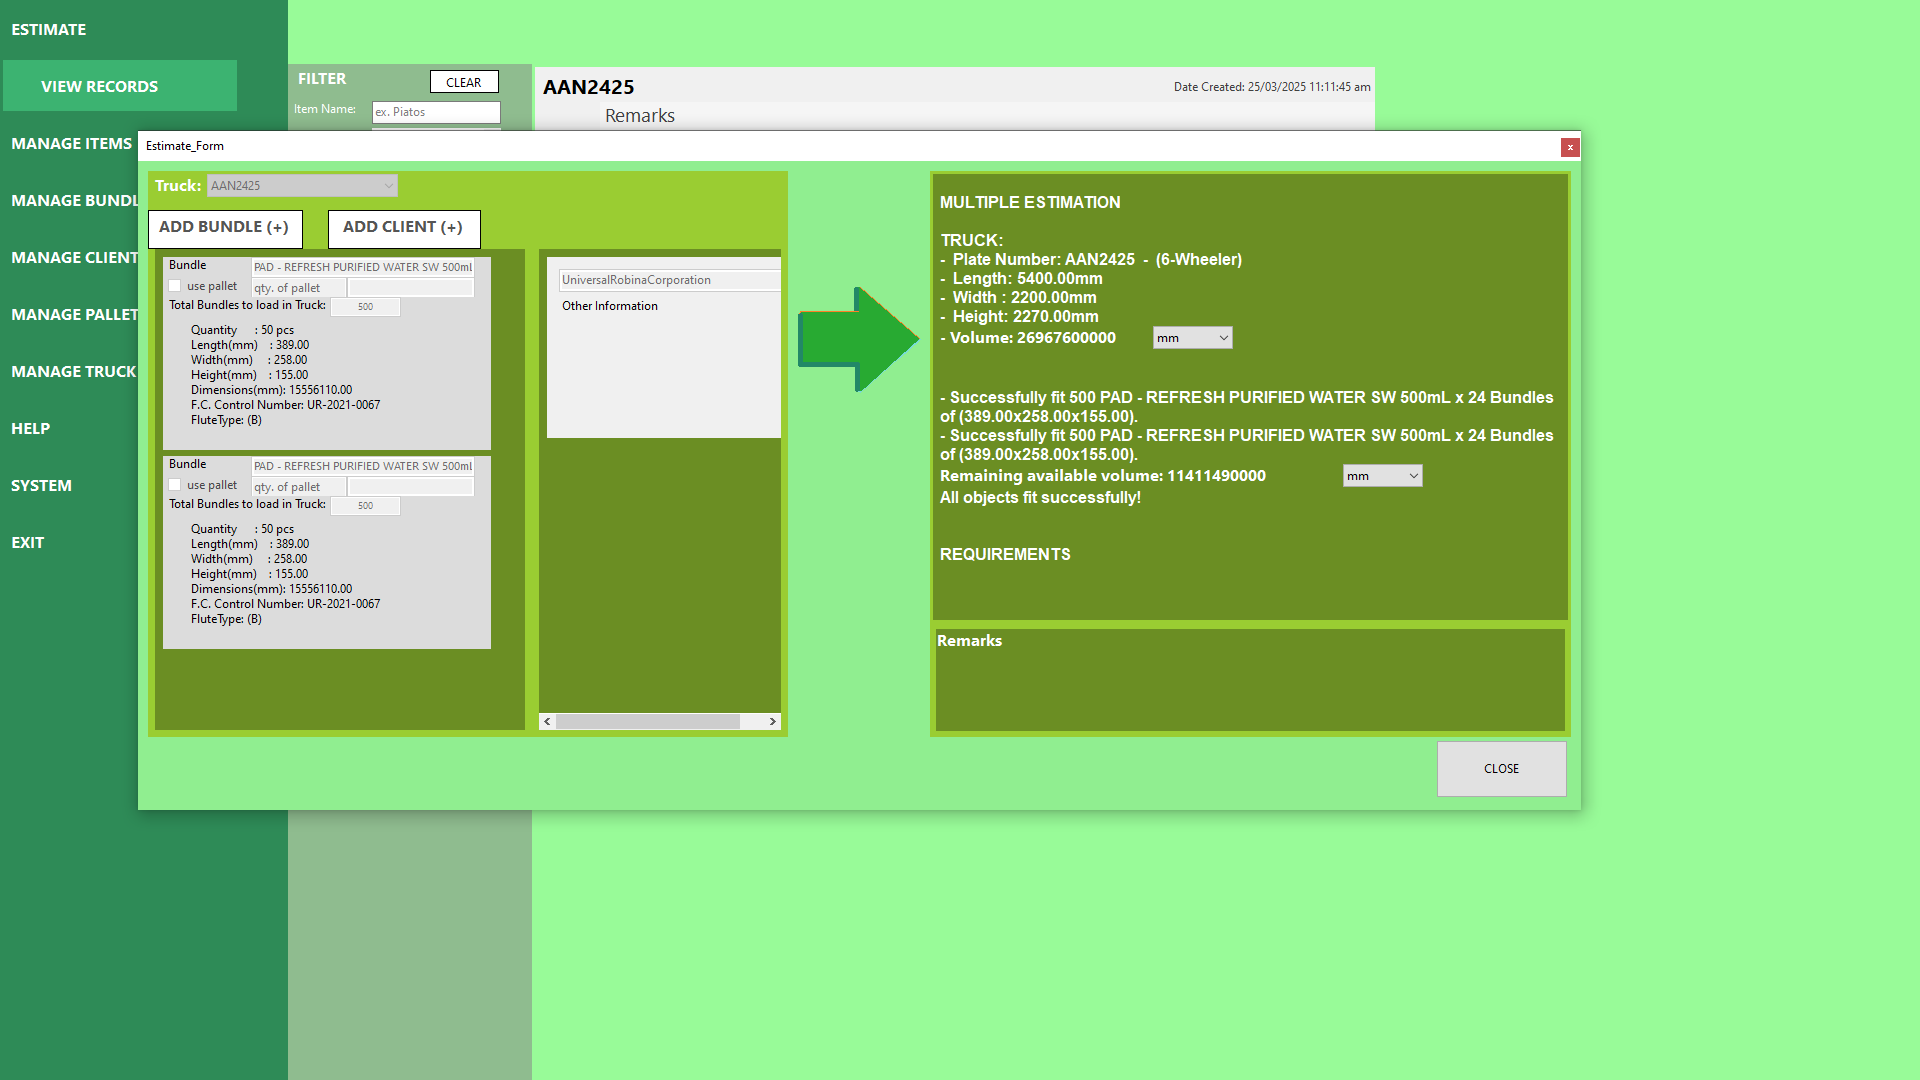 ESTIMATE
VIEW RECORDS
MANAGE ITEMS
MANAGE BUNDL
MANAGE CLIENT
MANAGE PALLET
MANAGE TRUCK
HELP
SYSTEM
EXIT
FILTER
CLEAR
Item Name:
ex. Piatos
AAN2425
Date Created: 25/03/2025 11:11:45 am
Remarks
Estimate_Form
x
Truck:
AAN2425
ADD BUNDLE (+)
ADD CLIENT (+)
Bundle
PAD - REFRESH PURIFIED WATER SW 500mL
use pallet
qty. of pallet
Total Bundles to load in Truck:
500
Quantity : 50 pcs
Length(mm) : 389.00
Width(mm) : 258.00
Height(mm) : 155.00
Dimensions(mm): 15556110.00
F.C. Control Number: UR-2021-0067
FluteType: (B)
Bundle
PAD - REFRESH PURIFIED WATER SW 500mL
use pallet
qty. of pallet
Total Bundles to load in Truck:
500
Quantity : 50 pcs
Length(mm) : 389.00
Width(mm) : 258.00
Height(mm) : 155.00
Dimensions(mm): 15556110.00
F.C. Control Number: UR-2021-0067
FluteType: (B)
UniversalRobinaCorporation
Other Information
MULTIPLE ESTIMATION
TRUCK:
- Plate Number: AAN2425 - (6-Wheeler)
- Length: 5400.00mm
- Width : 2200.00mm
- Height: 2270.00mm
- Volume: 26967600000
mm
- Successfully fit 500 PAD - REFRESH PURIFIED WATER SW 500mL x 24 Bundles
of (389.00x258.00x155.00).
- Successfully fit 500 PAD - REFRESH PURIFIED WATER SW 500mL x 24 Bundles
of (389.00x258.00x155.00).
Remaining available volume: 11411490000
mm
All objects fit successfully!
REQUIREMENTS
Remarks
CLOSE